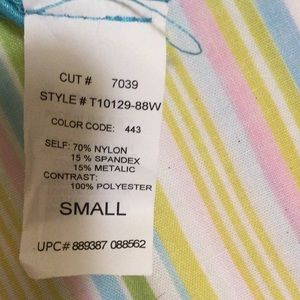 CUT # 7039
STYLE # T10129-88W
COLOR CODE: 443
SELF: 70% NYLON
15 % SPANDEX
15% METALIC
CONTRAST:
100% POLYESTER
SMALL
UPC# 889387 088562